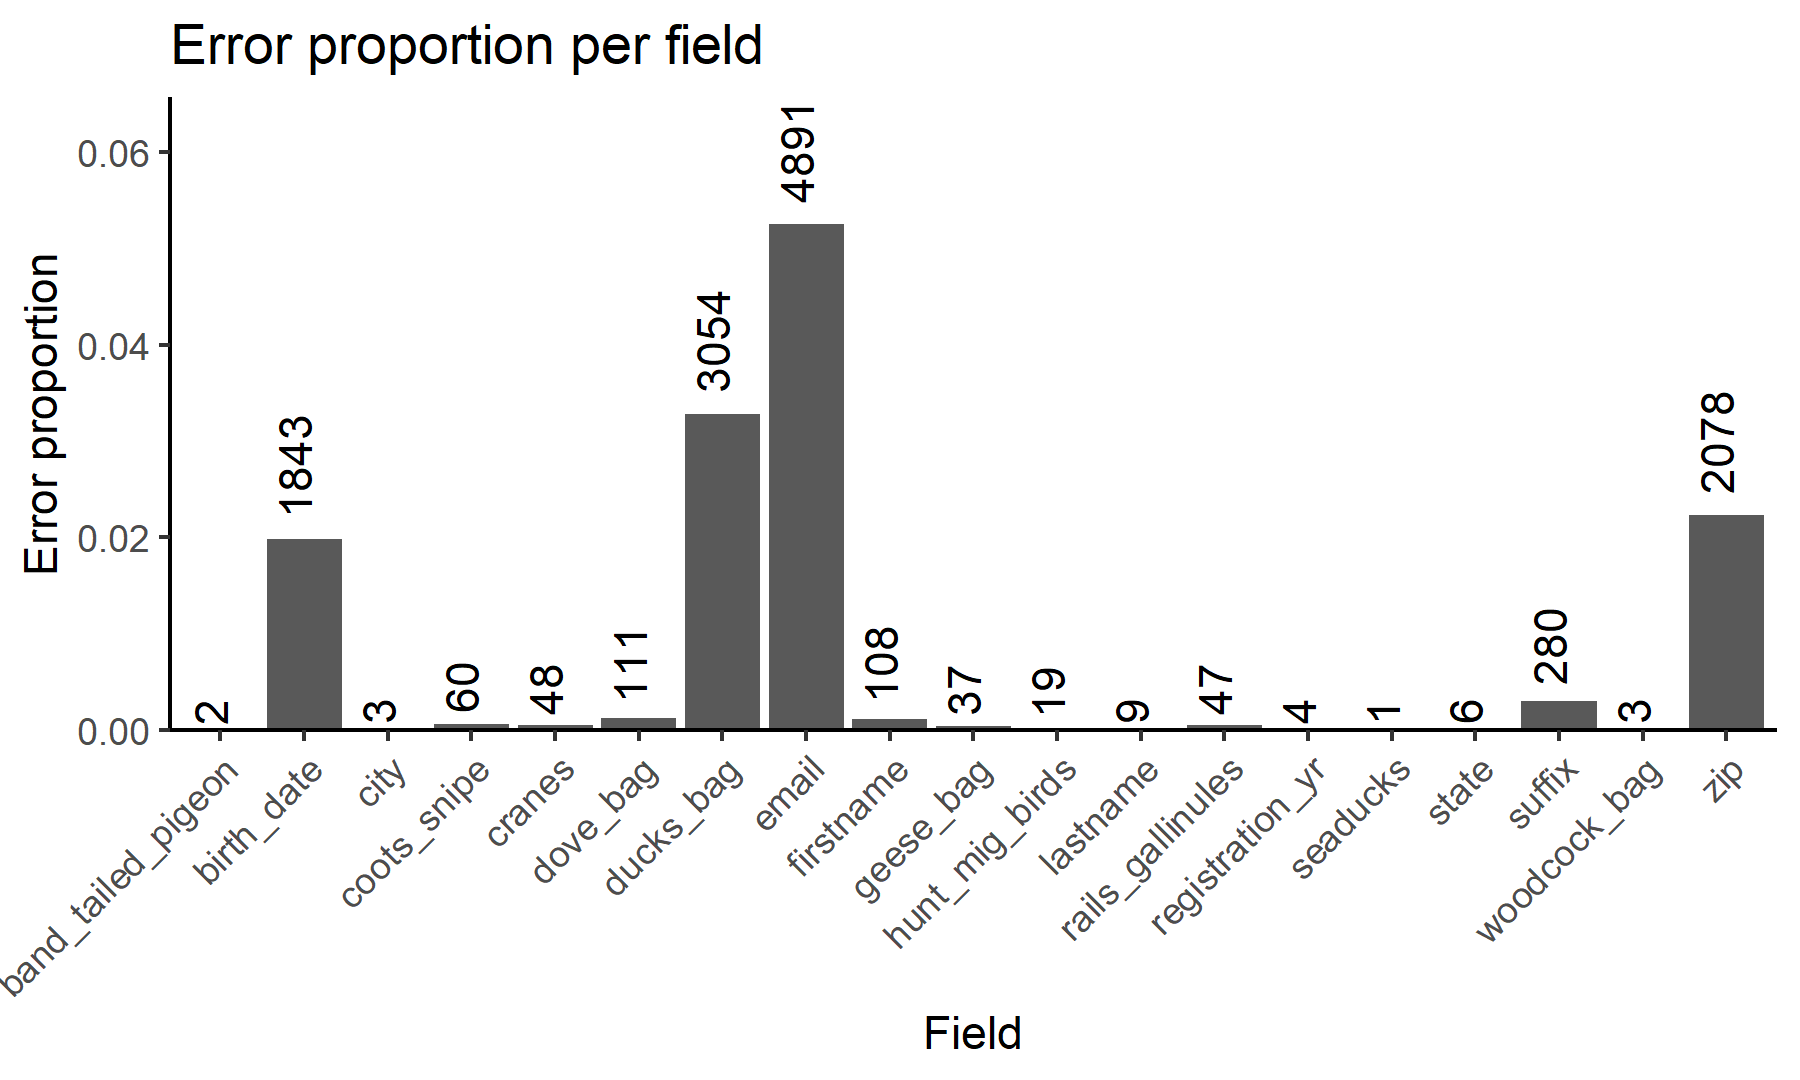 Error proportion per field
Error proportion
0.06
0.04
0.02
0.00
2
1843
3
60
48
111
3054
4891
108
37
19
9
47
4
1
6
280
3
2078
band_tailed_pigeon
birth_date
city
coots_snipe
cranes
dove_bag
ducks_bag
email
firstname
geese_bag
hunt_mig_birds
lastname
rails_gallinules
registration_yr
seaducks
state
suffix
woodcock_bag
zip
Field